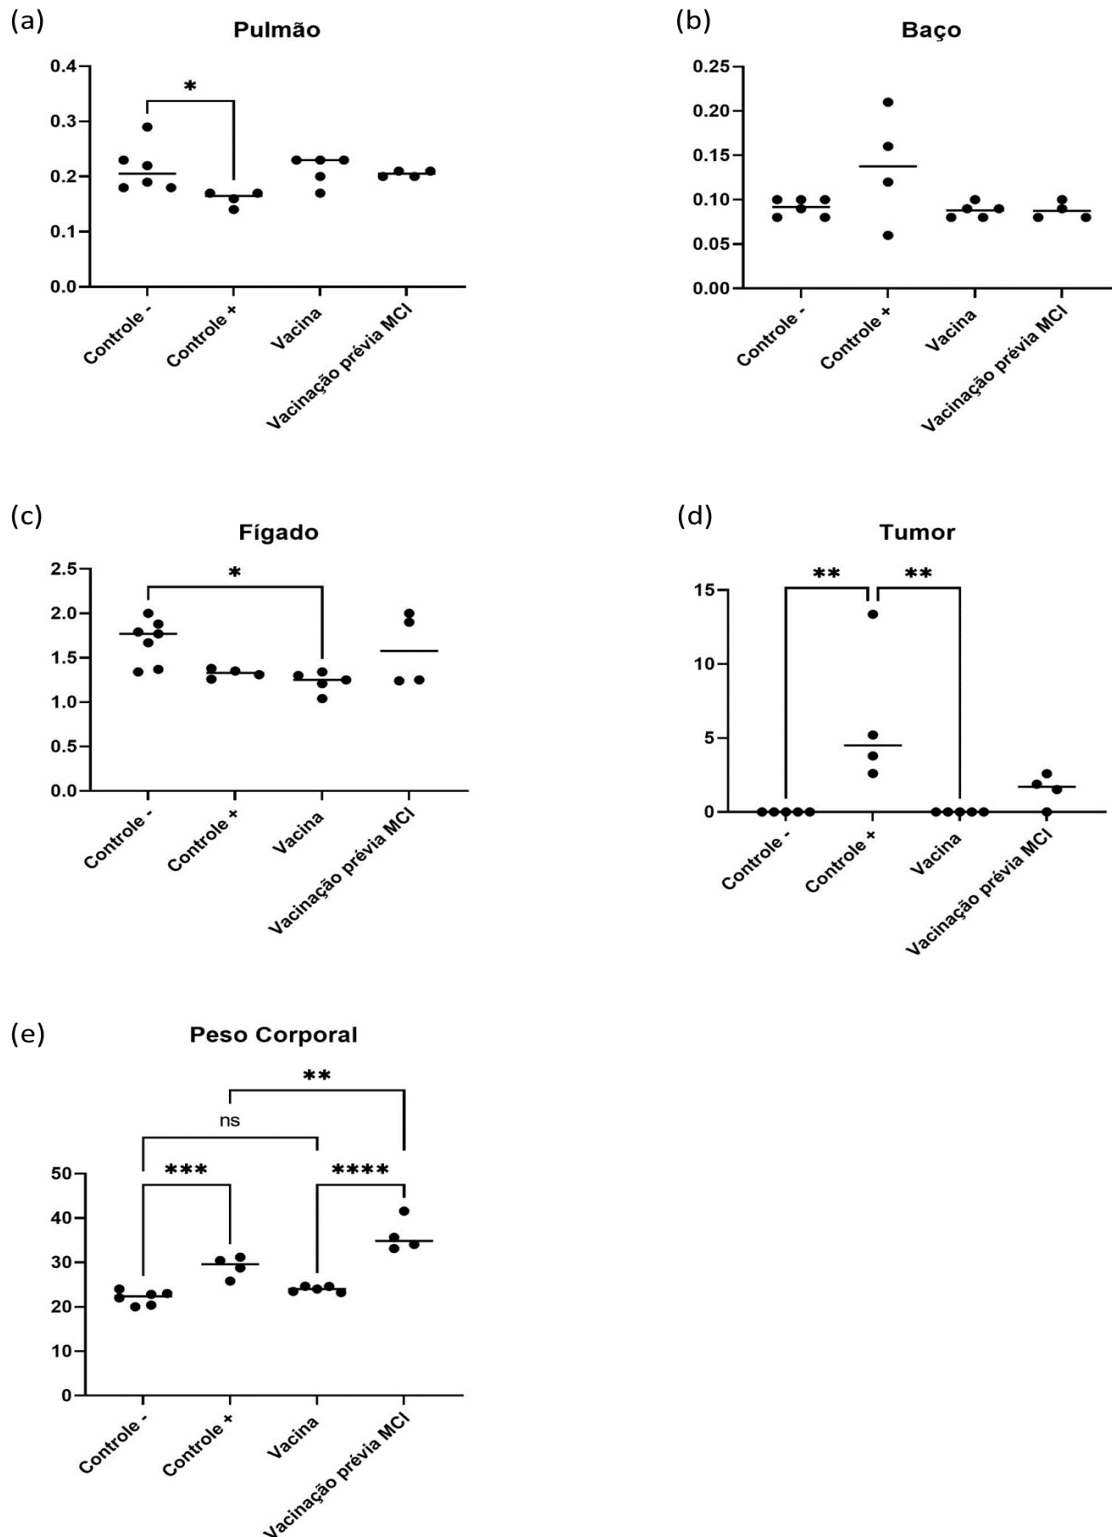 (a)
Pulmão
0.4
0.3
0.2
0.1
0.0
*
Controle -
Controle +
Vacina
Vacinação prévia MCI
(b)
Baço
0.25
0.20
0.15
0.10
0.05
0.00
Controle -
Controle +
Vacina
Vacinação prévia MCI
(c)
Fígado
2.5
2.0
1.5
1.0
0.5
0.0
*
Controle -
Controle +
Vacina
Vacinação prévia MCI
(d)
Tumor
** **
15
10
5
0
Controle -
Controle +
Vacina
Vacinação prévia MCI
(e)
Peso Corporal
**
ns
*** ****
50
40
30
20
10
0
Controle -
Controle +
Vacina
Vacinação prévia MCI